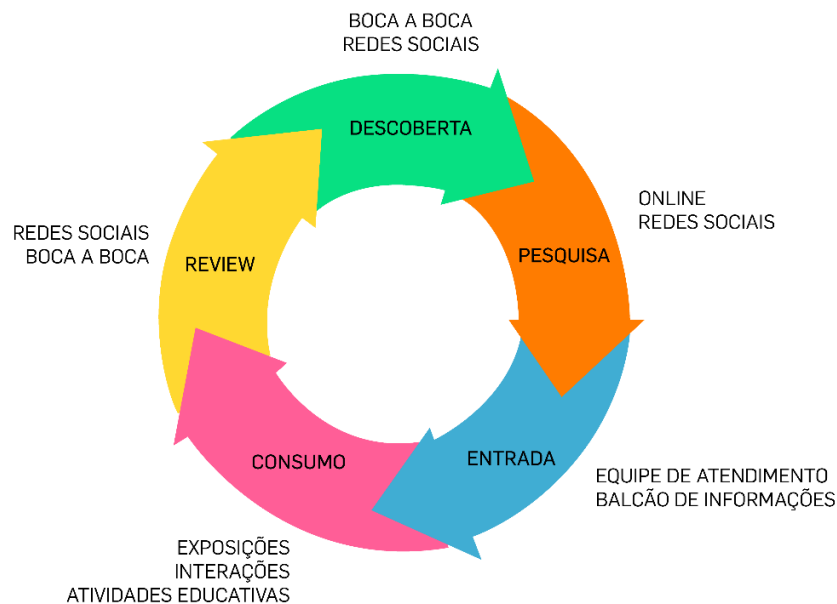 BOCA A BOCA
REDES SOCIAIS
DESCOBERTA
ONLINE
REDES SOCIAIS
PESQUISA
REDES SOCIAIS
BOCA A BOCA
REVIEW
CONSUMO
ENTRADA
EQUIPE DE ATENDIMENTO
BALCÃO DE INFORMAÇÕES
EXPOSIÇÕES
INTERAÇÕES
ATIVIDADES EDUCATIVAS